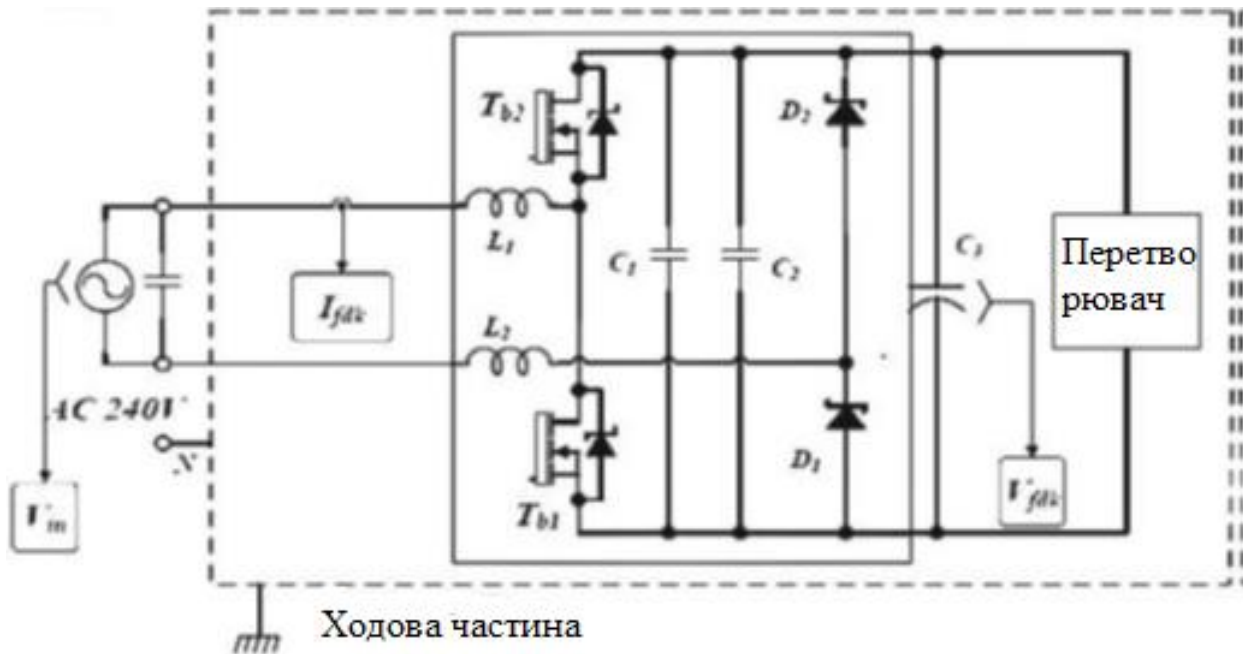 T_b2
D_2
L_1
C_1
C_2
C_3
Перетво
рювач
I_fdk
L_2
AC 240V
N
D_1
V_in
T_b1
V_fdk
Ходова частина